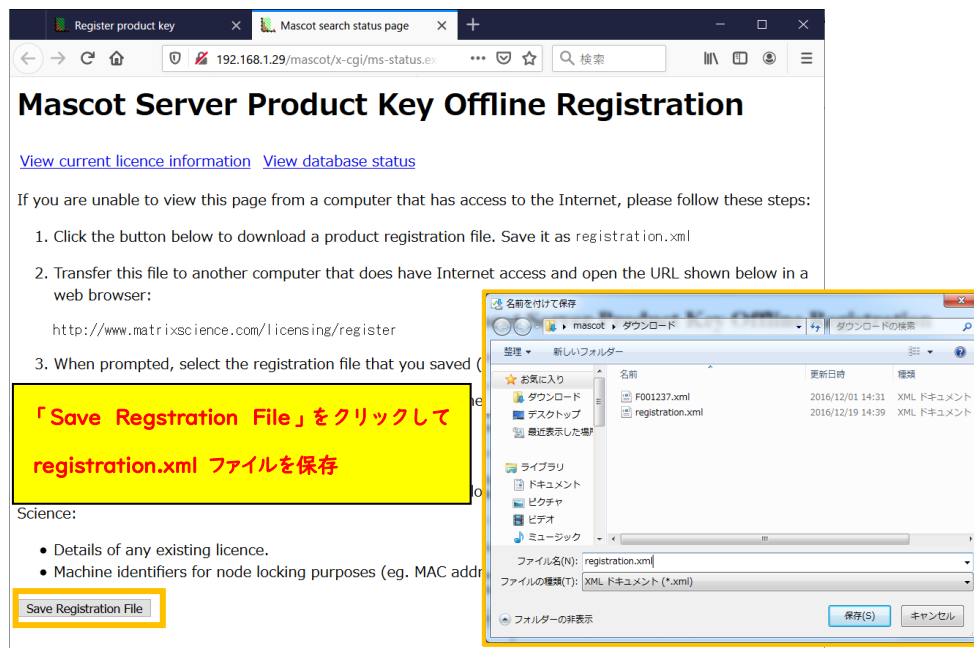 Register product key
Mascot search status page
192.168.1.29/mascot/x-cgi/ms-status.ex
検索
Mascot Server Product Key Offline Registration
View current licence information View database status
If you are unable to view this page from a computer that has access to the Internet, please follow these steps:
1. Click the button below to download a product registration file. Save it as registration.xml
2. Transfer this file to another computer that does have Internet access and open the URL shown below in a
web browser:
http://www.matrixscience.com/licensing/register
3. When prompted, select the registration file that you saved (
「Save Regstration File」をクリックして
registration.xml ファイルを保存
Science:
• Details of any existing licence.
• Machine identifiers for node locking purposes (eg. MAC addr
Save Registration File
名前を付けて保存
mascot ダウンロード
ダウンロードの検索
整理 新しいフォルダー
お気に入り
ダウンロード
デスクトップ
最近表示した場所
ライブラリ
ドキュメント
ピクチャ
ビデオ
ミュージック
名前 更新日時 種類
F001237.xml 2016/12/01 14:31 XML ドキュメント
registration.xml 2016/12/19 14:39 XML ドキュメント
ファイル名(N): registration.xml
ファイルの種類(T): XML ドキュメント (*.xml)
フォルダーの非表示
保存(S)
キャンセル